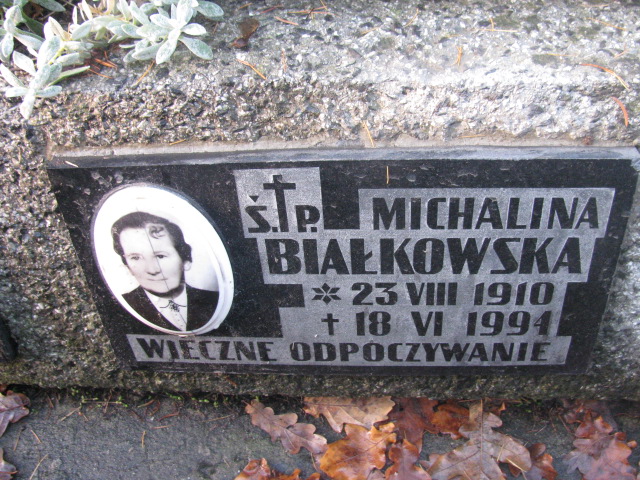 Ś.†P. MICHALINA
BIAŁKOWSKA
* 23 VIII 1910
† 18 VI 1994
WIECZNE ODPOCZYWANIE